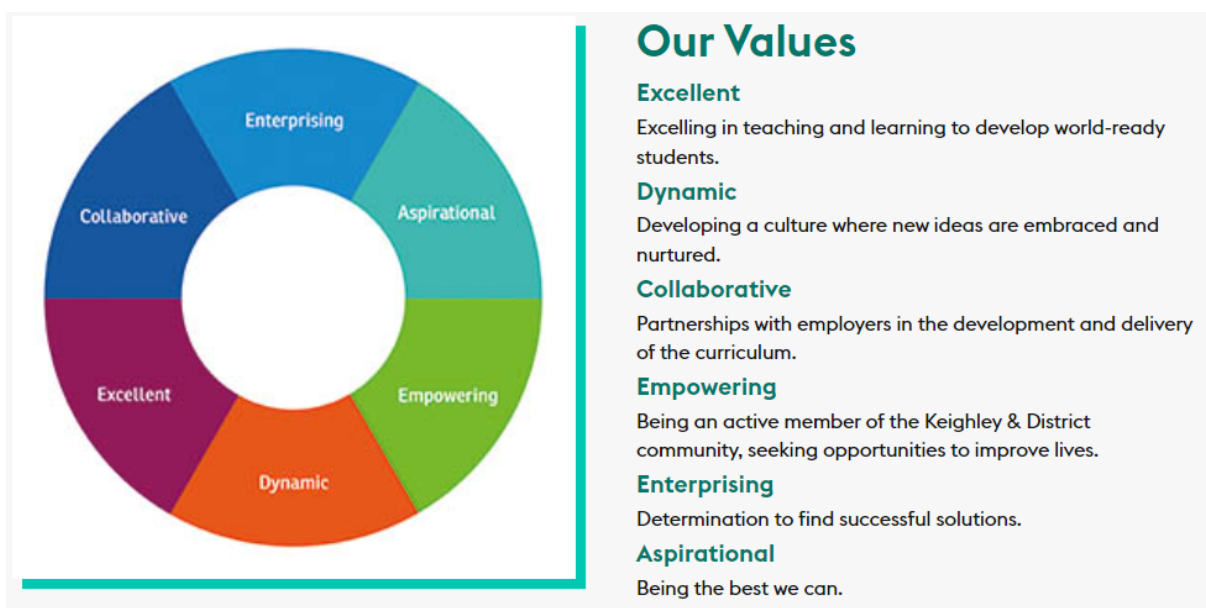 Enterprising
Collaborative
Aspirational
Excellent
Empowering
Dynamic
Our Values
Excellent
Excelling in teaching and learning to develop world-ready
students.
Dynamic
Developing a culture where new ideas are embraced and
nurtured.
Collaborative
Partnerships with employers in the development and delivery
of the curriculum.
Empowering
Being an active member of the Keighley & District
community, seeking opportunities to improve lives.
Enterprising
Determination to find successful solutions.
Aspirational
Being the best we can.